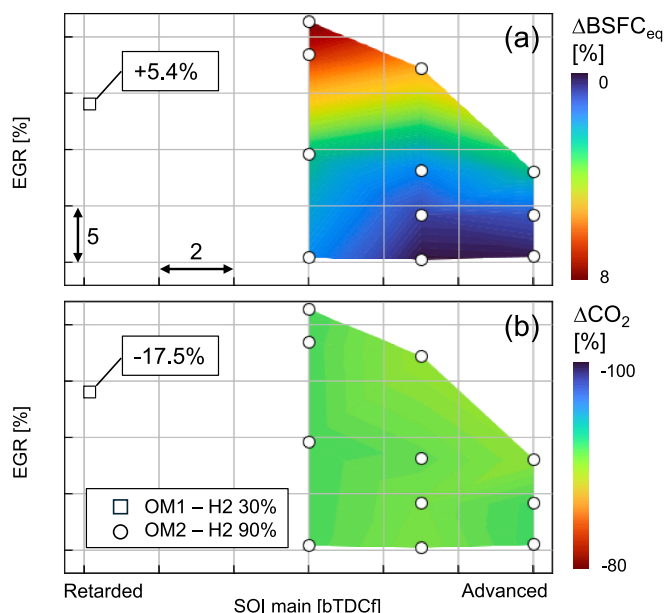 (a)
ΔBSFCeq
[%]
+5.4%
0
EGR [%]
5
2
8
(b)
ΔCO2
[%]
-17.5%
-100
EGR [%]
OM1 – H2 30%
OM2 – H2 90%
-80
Retarded
SOI main [bTDCf]
Advanced